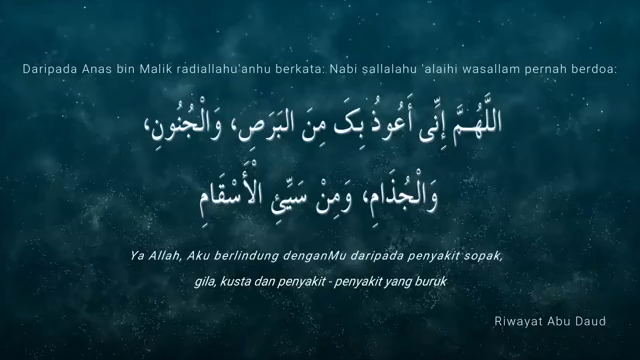 Daripada Anas bin Malik radiallahu'anhu berkata: Nabi sallalahu 'alaihi wasallam pernah berdoa:
اللَّهُمَّ إِنِّى أَعُوذُ بِكَ مِنَ البَرَصِ، وَالْجُنُونِ،
وَالْجُذَامِ، وَمِنْ سَيِّئِ الْأَسْقَامِ
Ya Allah, Aku berlindung denganMu daripada penyakit sopak,
gila, kusta dan penyakit - penyakit yang buruk
Riwayat Abu Daud